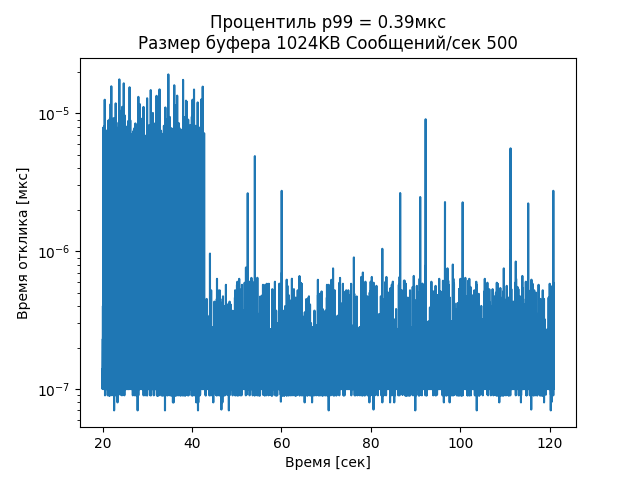 Процентиль p99 = 0.39мкс
Размер буфера 1024KB Сообщений/сек 500
Время отклика [мкс]
10⁻⁵
10⁻⁶
10⁻⁷
20 40 60 80 100 120
Время [сек]